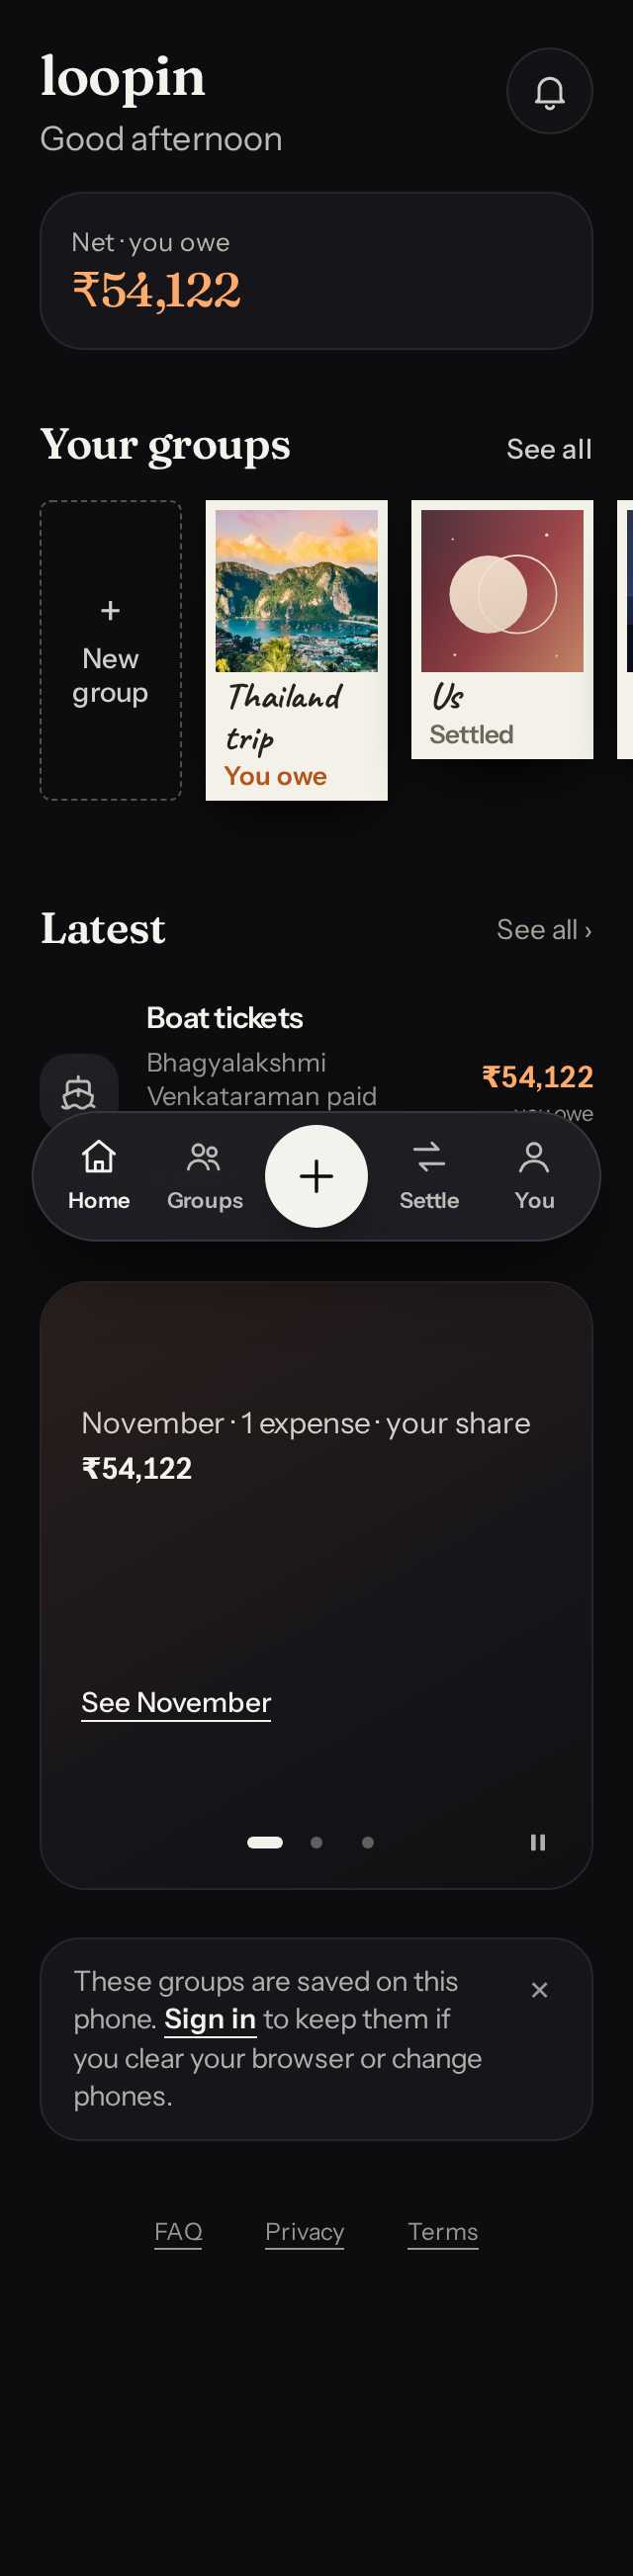 loopin
Good afternoon
Net · you owe
₹54,122
Your groups
See all
+
New
group
Thailand
trip
You owe
Us
Settled
Latest
See all ›
Boat tickets
Bhagyalakshmi
Venkataraman paid
₹54,122
you owe
Home
Groups
Settle
You
November · 1 expense · your share
₹54,122
See November
These groups are saved on this
phone. Sign in to keep them if
you clear your browser or change
phones.
FAQ
Privacy
Terms